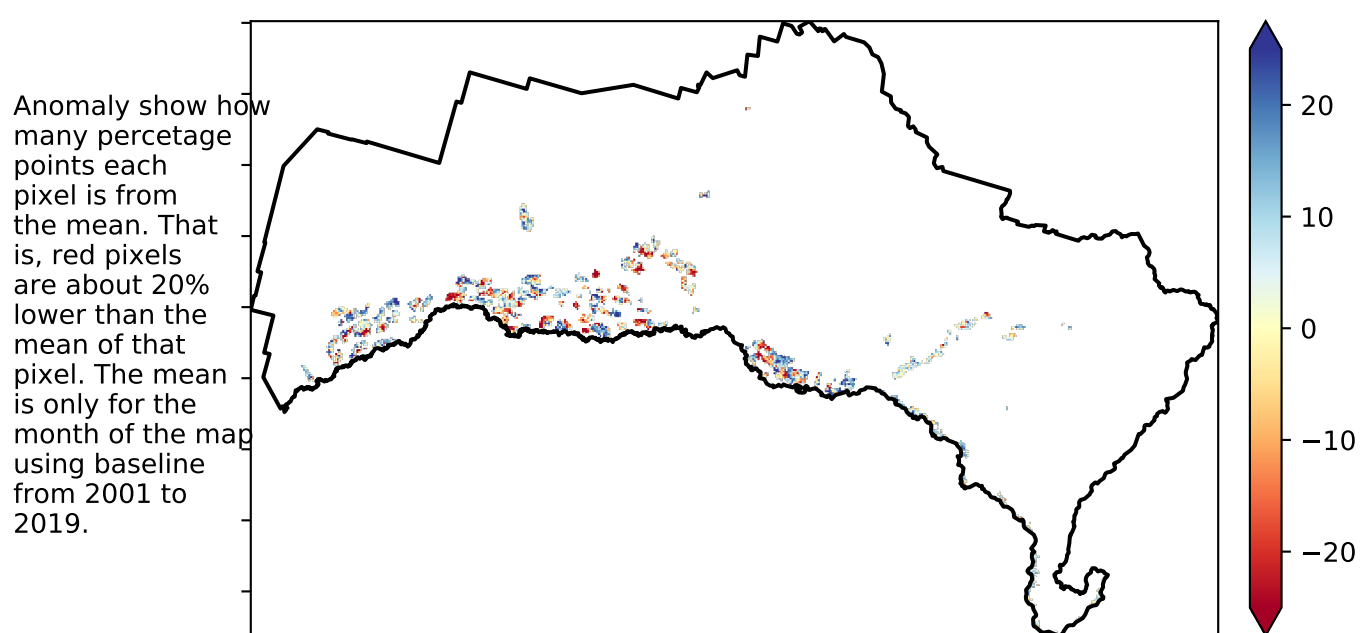 Anomaly show how
many percetage
points each
pixel is from
the mean. That
is, red pixels
are about 20%
lower than the
mean of that
pixel. The mean
is only for the
month of the map
using baseline
from 2001 to
2019.
20
10
0
−10
−20